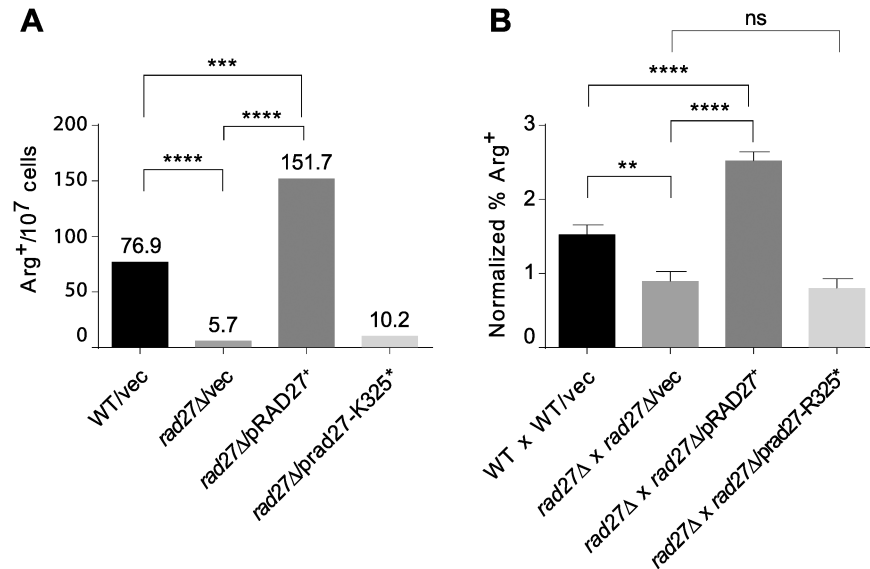 A
***
****
****
Arg+/10^7 cells
200
150
100
50
0
76.9
5.7
151.7
10.2
WT/vec
rad27Δ/vec
rad27Δ/pRAD27+
rad27Δ/prad27-K325*
B
ns
****
****
**
Normalized % Arg+
3
2
1
0
WT x WT/vec
rad27Δ x rad27Δ/vec
rad27Δ x rad27Δ/pRAD27+
rad27Δ x rad27Δ/prad27-R325*